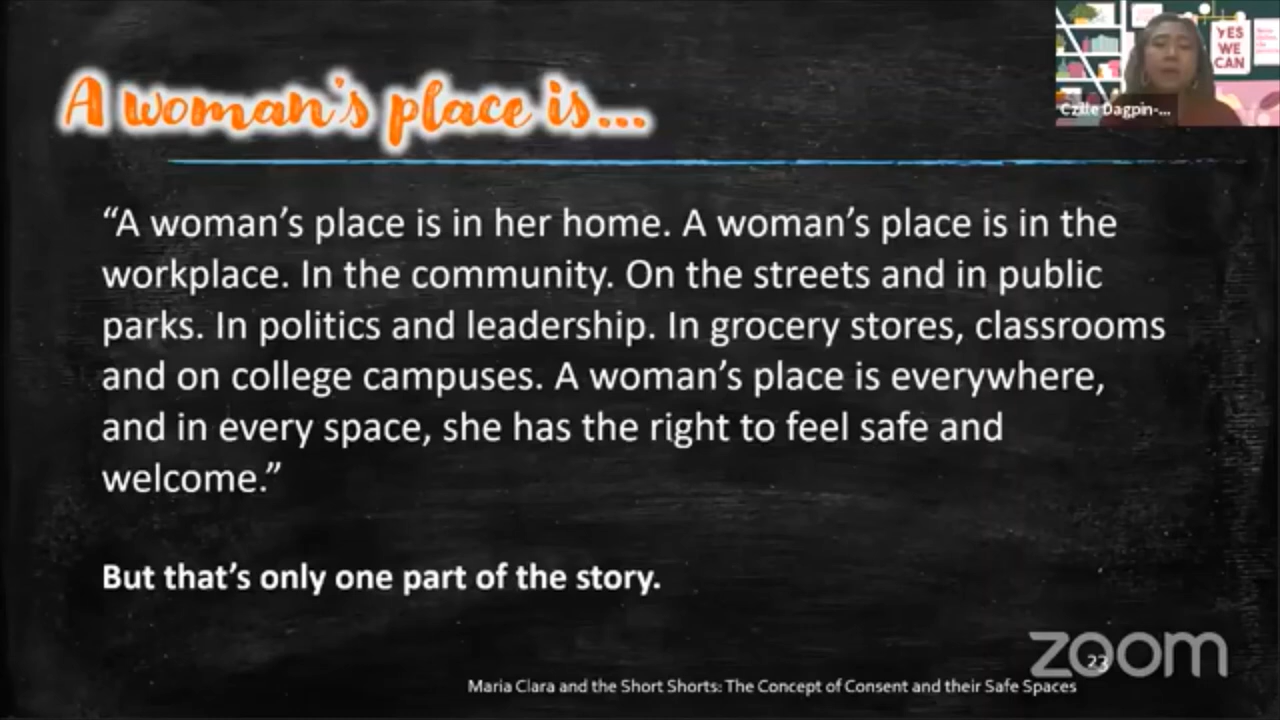 A woman's place is...
YES
WE
CAN
Czille Dagpin-...
“A woman’s place is in her home. A woman’s place is in the
workplace. In the community. On the streets and in public
parks. In politics and leadership. In grocery stores, classrooms
and on college campuses. A woman’s place is everywhere,
and in every space, she has the right to feel safe and
welcome.”
But that’s only one part of the story.
zoom
23
Maria Clara and the Short Shorts: The Concept of Consent and their Safe Spaces